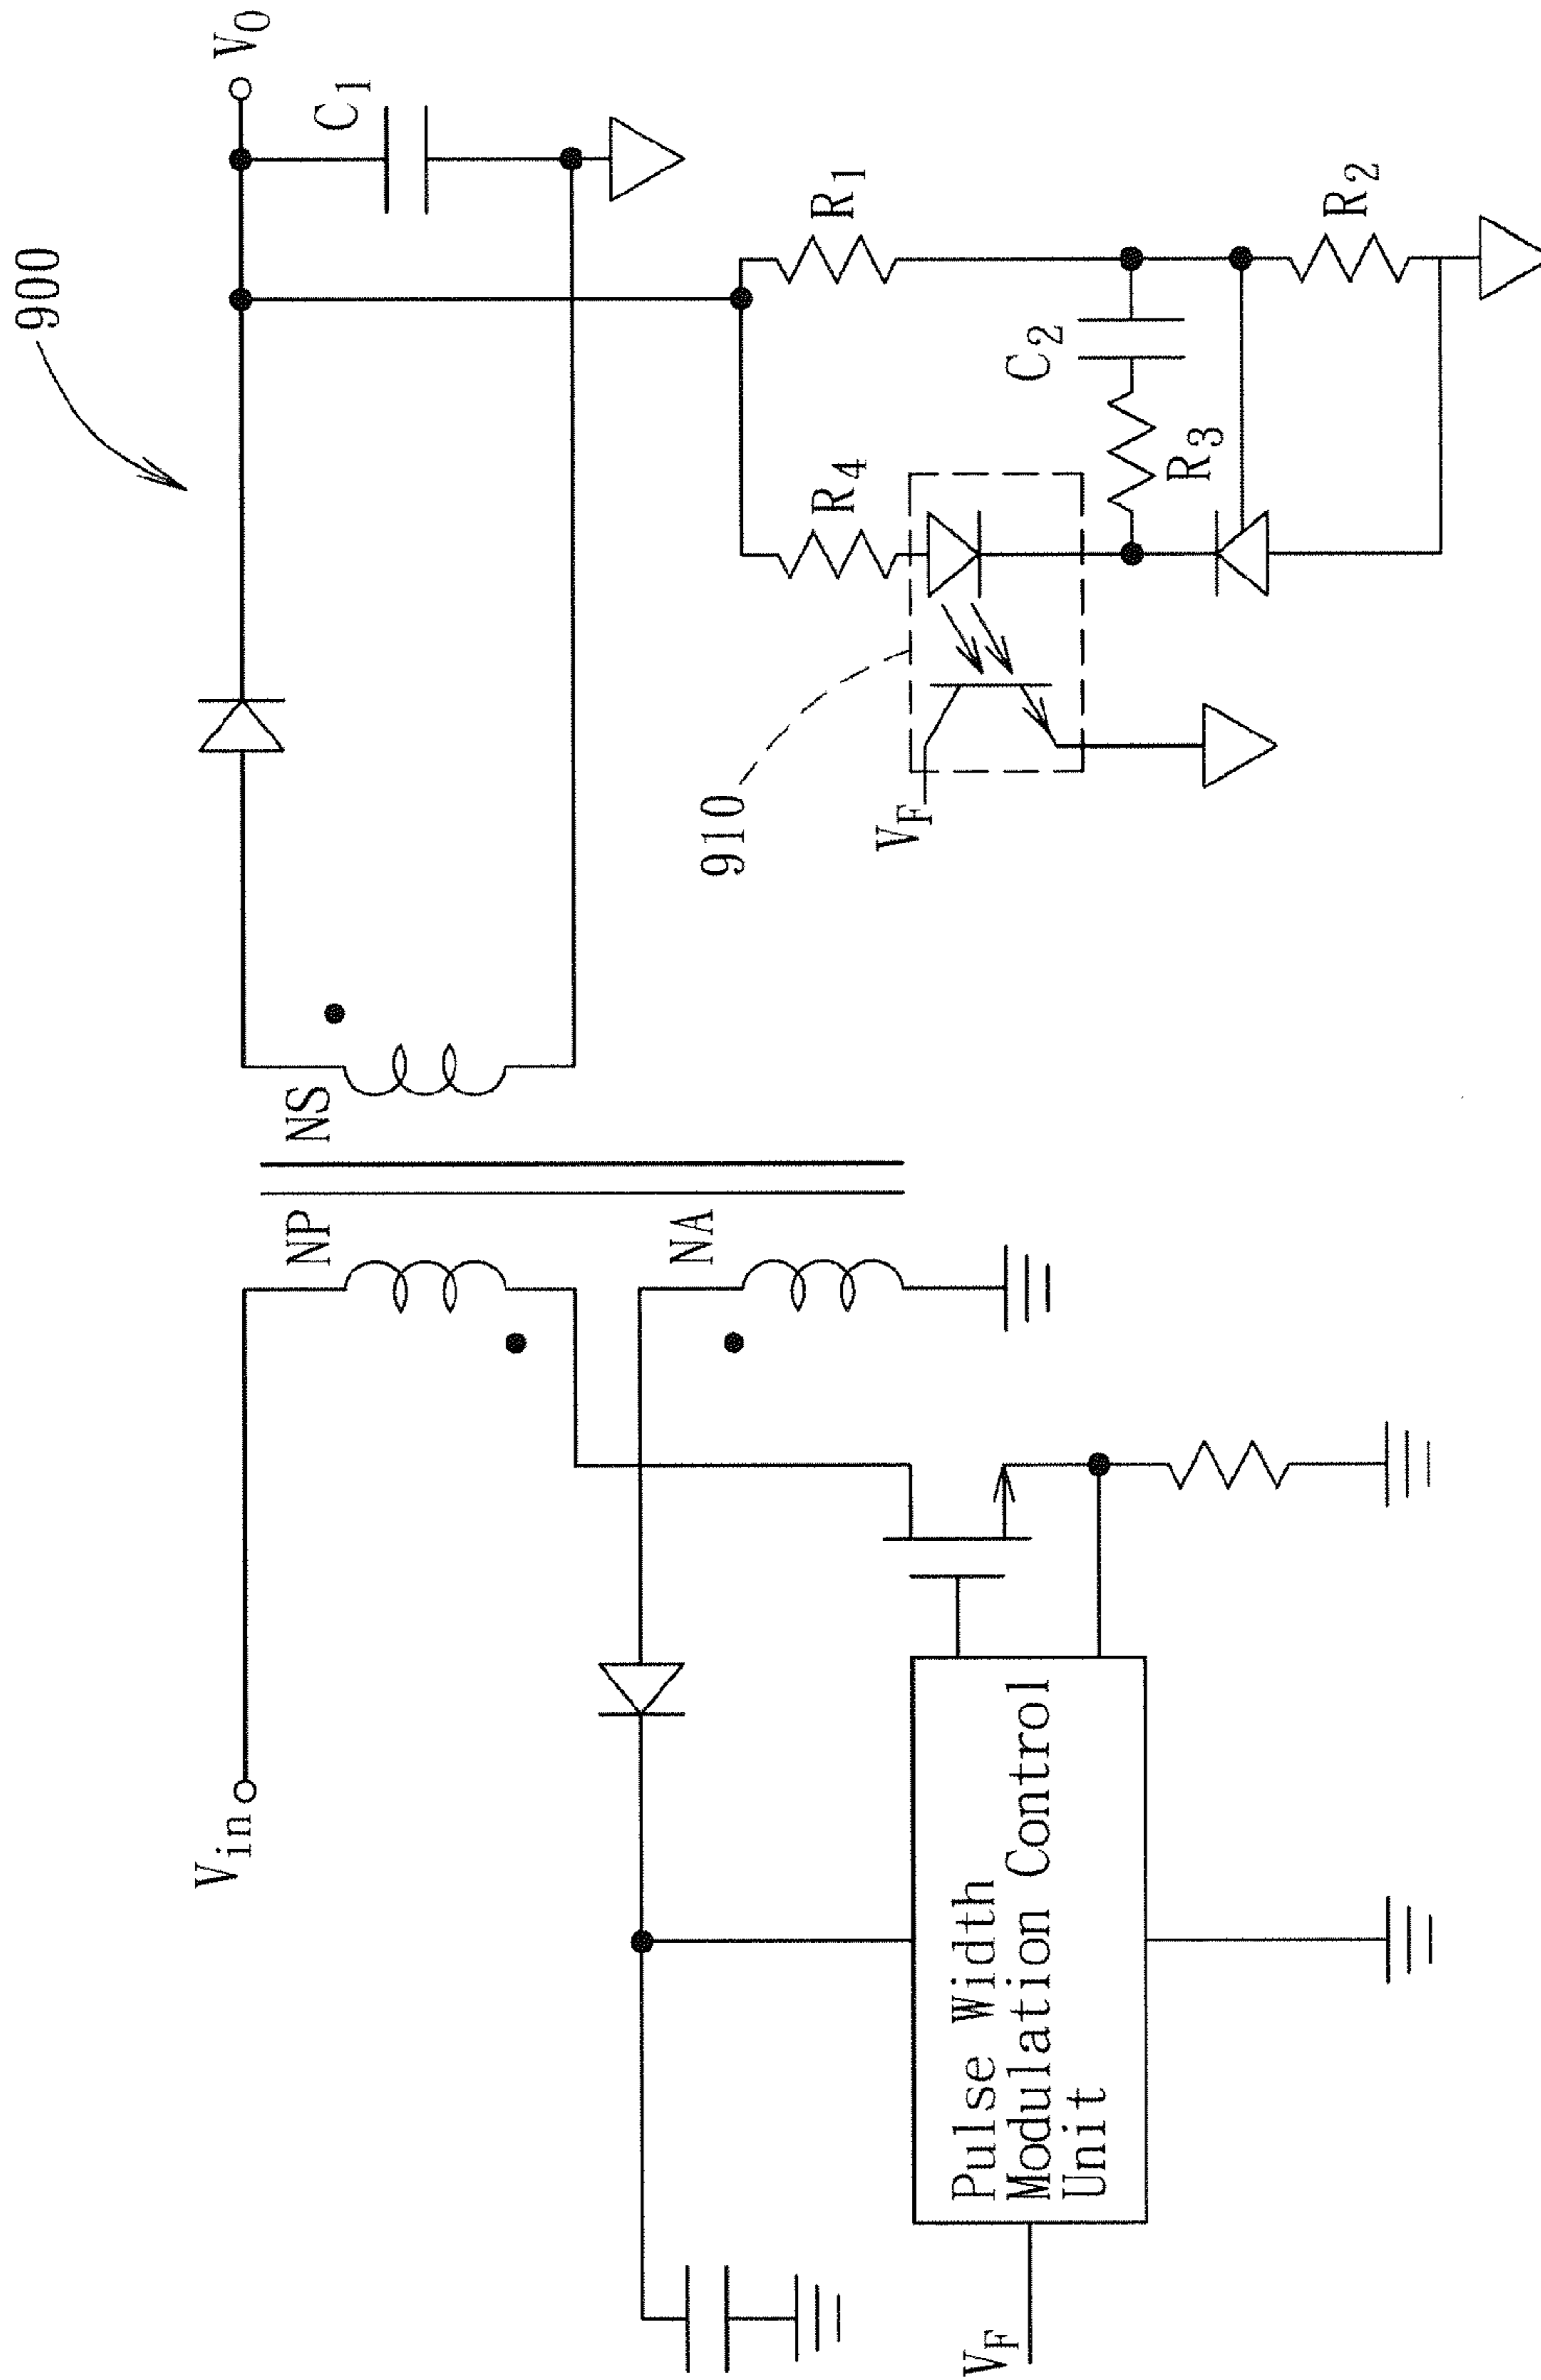 900
Vin
NP
NS
VO
C1
NA
R1
R4
910
VF
C2
R3
R2
Pulse Width
Modulation Control
Unit
VF